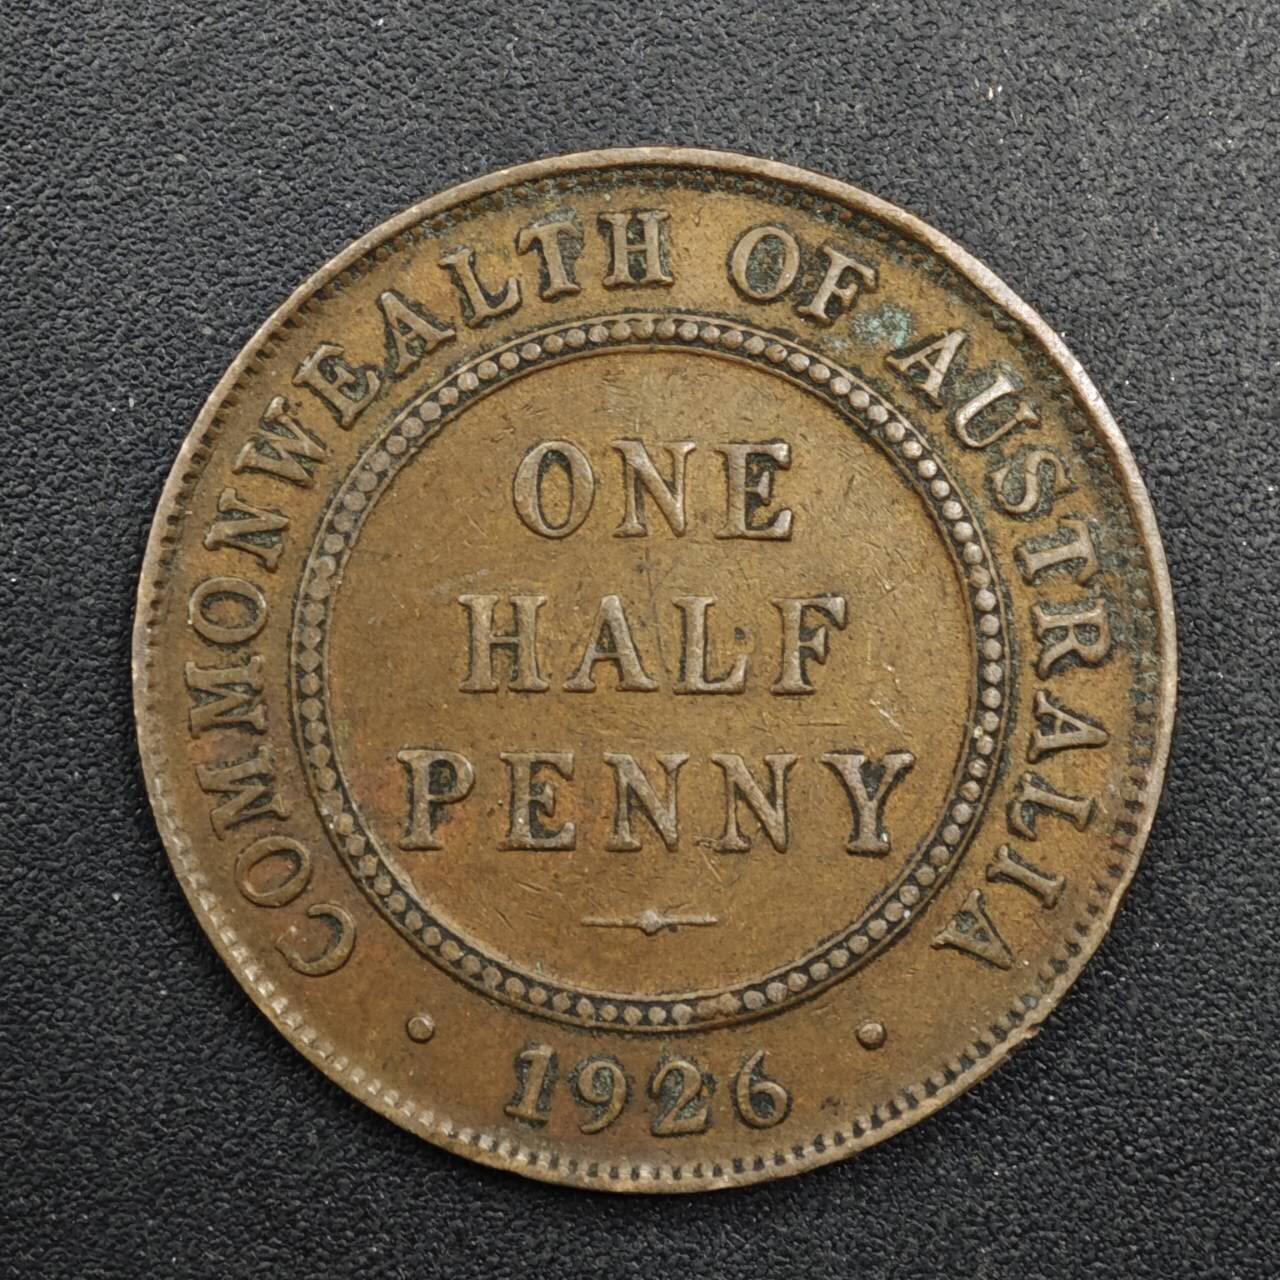 COMMONWEALTH OF AUSTRALIA
ONE
HALF
PENNY
· 1926 ·